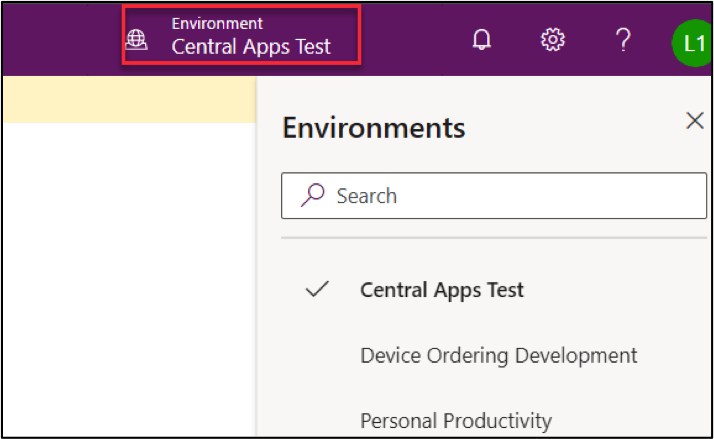 Environment
Central Apps Test
?
L1
Environments
Search
Central Apps Test
Device Ordering Development
Personal Productivity